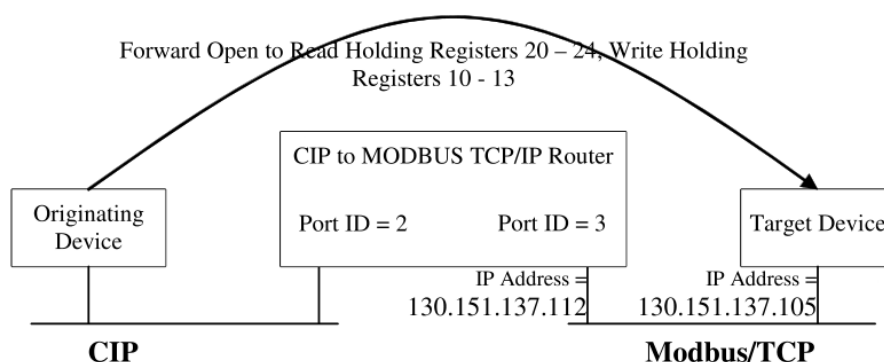 Forward Open to Read Holding Registers 20 – 24, Write Holding
Registers 10 - 13
CIP to MODBUS TCP/IP Router
Originating
Device
Port ID = 2
Port ID = 3
Target Device
IP Address =
130.151.137.112
IP Address =
130.151.137.105
CIP
Modbus/TCP